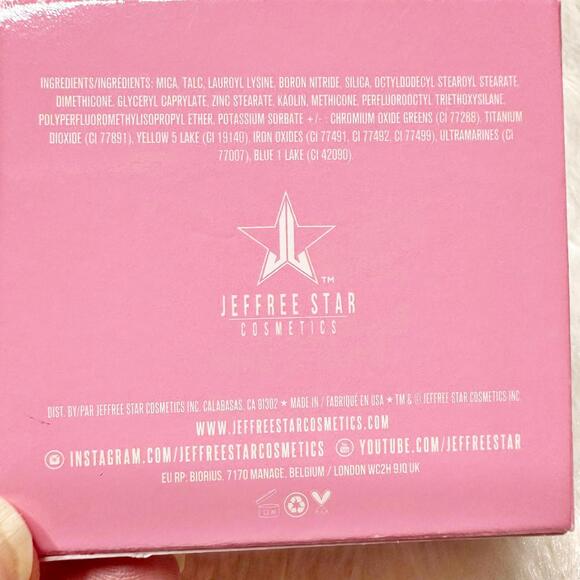 INGREDIENTS/INGRÉDIENTS: MICA, TALC, LAUROYL LYSINE, BORON NITRIDE, SILICA, OCTYLDODECYL STEAROYL STEARATE,
DIMETHICONE, GLYCERYL CAPRYLATE, ZINC STEARATE, KAOLIN, METHICONE, PERFLUOROOCTYL TRIETHOXYSILANE,
POLYPERFLUOROMETHYLISOPROPYL ETHER, POTASSIUM SORBATE +/- : CHROMIUM OXIDE GREENS (CI 77288), TITANIUM
DIOXIDE (CI 77891), YELLOW 5 LAKE (CI 19140), IRON OXIDES (CI 77491, CI 77492, CI 77499), ULTRAMARINES (CI
77007), BLUE 1 LAKE (CI 42090).
TM
JEFFREE STAR
COSMETICS
DIST. BY/PAR JEFFREE STAR COSMETICS INC. CALABASAS, CA 91302 ★ MADE IN / FABRIQUÉ EN USA ★ TM & © JEFFREE STAR COSMETICS INC.
WWW.JEFFREESTARCOSMETICS.COM
INSTAGRAM.COM/JEFFREESTARCOSMETICS YOUTUBE.COM/JEFFREESTAR
EU RP: BIORIUS, 7170 MANAGE, BELGIUM / LONDON WC2H 9JQ UK